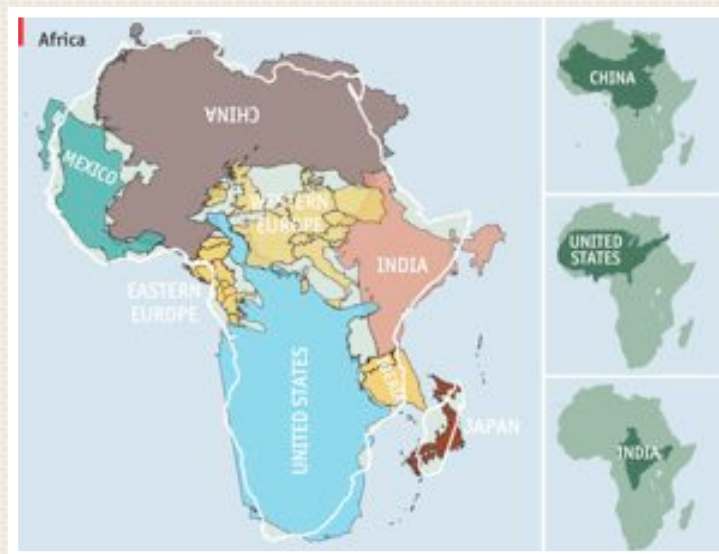 Africa
CHINA
MEXICO
WESTERN
EUROPE
INDIA
EASTERN
EUROPE
UNITED STATES
JAPAN
CHINA
UNITED
STATES
INDIA